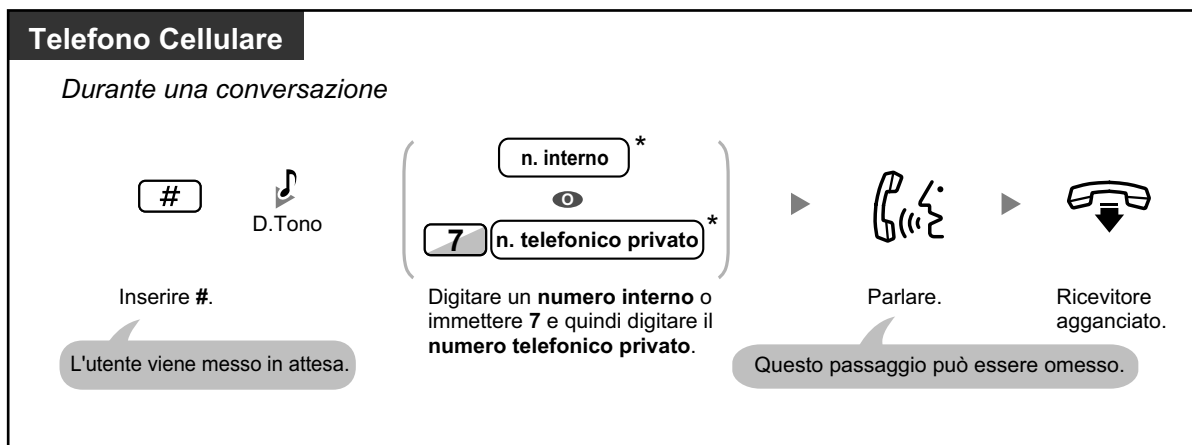 Telefono Cellulare
Durante una conversazione
#
D.Tono
n. interno *
O
7 n. telefonico privato *
Inserire #.
L'utente viene messo in attesa.
Digitare un numero interno o
immettere 7 e quindi digitare il
numero telefonico privato.
Parlare.
Questo passaggio può essere omesso.
Ricevitore
agganciato.